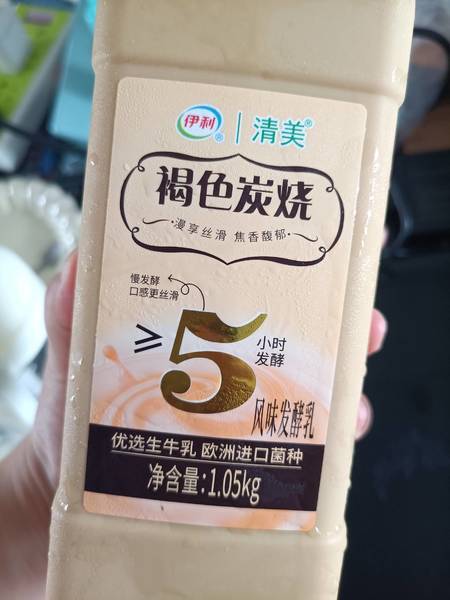 伊利® | 清美®
褐色炭烧
·漫享丝滑 焦香馥郁·
慢发酵
口感更丝滑
≥5
小时
发酵
风味发酵乳
优选生牛乳 欧洲进口菌种
净含量:1.05kg